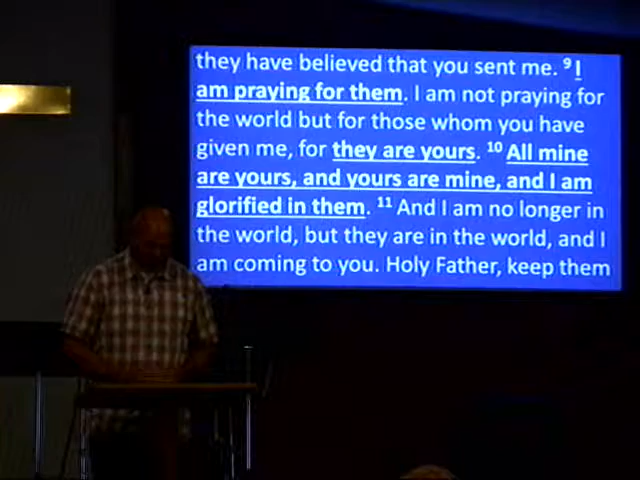 they have believed that you sent me. ⁹ I
am praying for them. I am not praying for
the world but for those whom you have
given me, for they are yours. ¹⁰ All mine
are yours, and yours are mine, and I am
glorified in them. ¹¹ And I am no longer in
the world, but they are in the world, and I
am coming to you. Holy Father, keep them